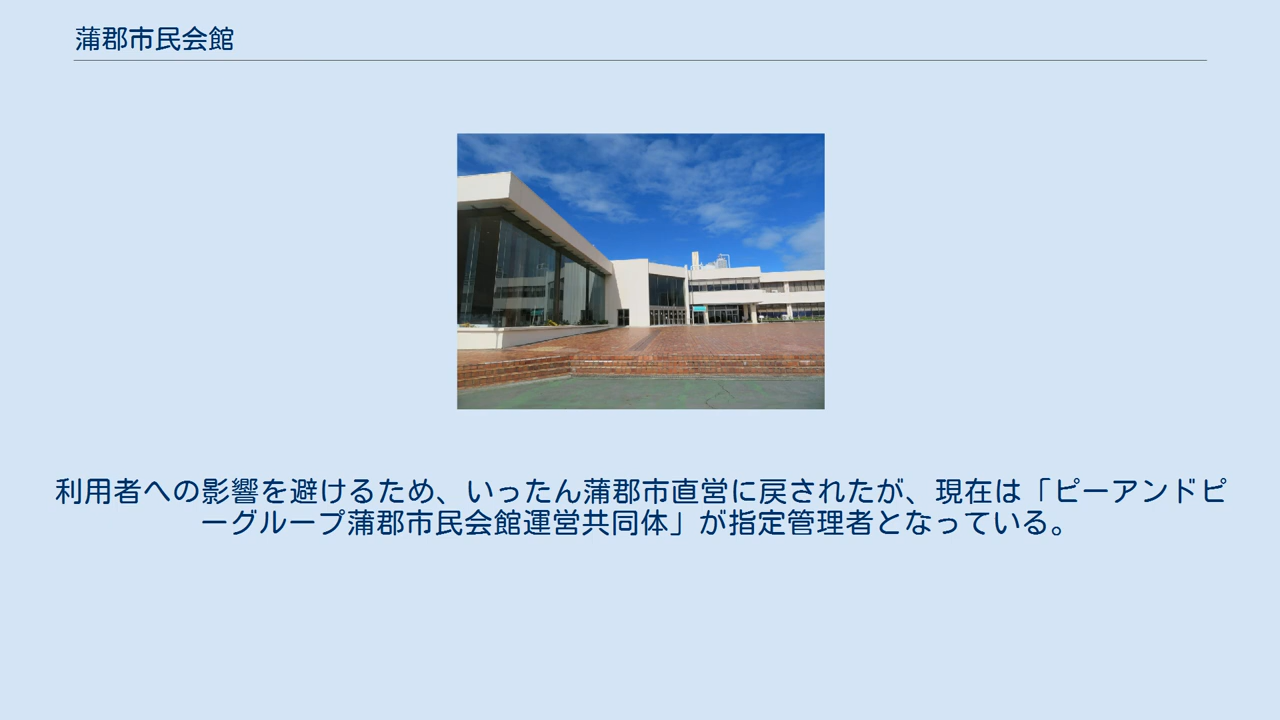 蒲郡市民会館
利用者への影響を避けるため、いったん蒲郡市直営に戻されたが、現在は「ピーアンドピ
ーグループ蒲郡市民会館運営共同体」が指定管理者となっている。